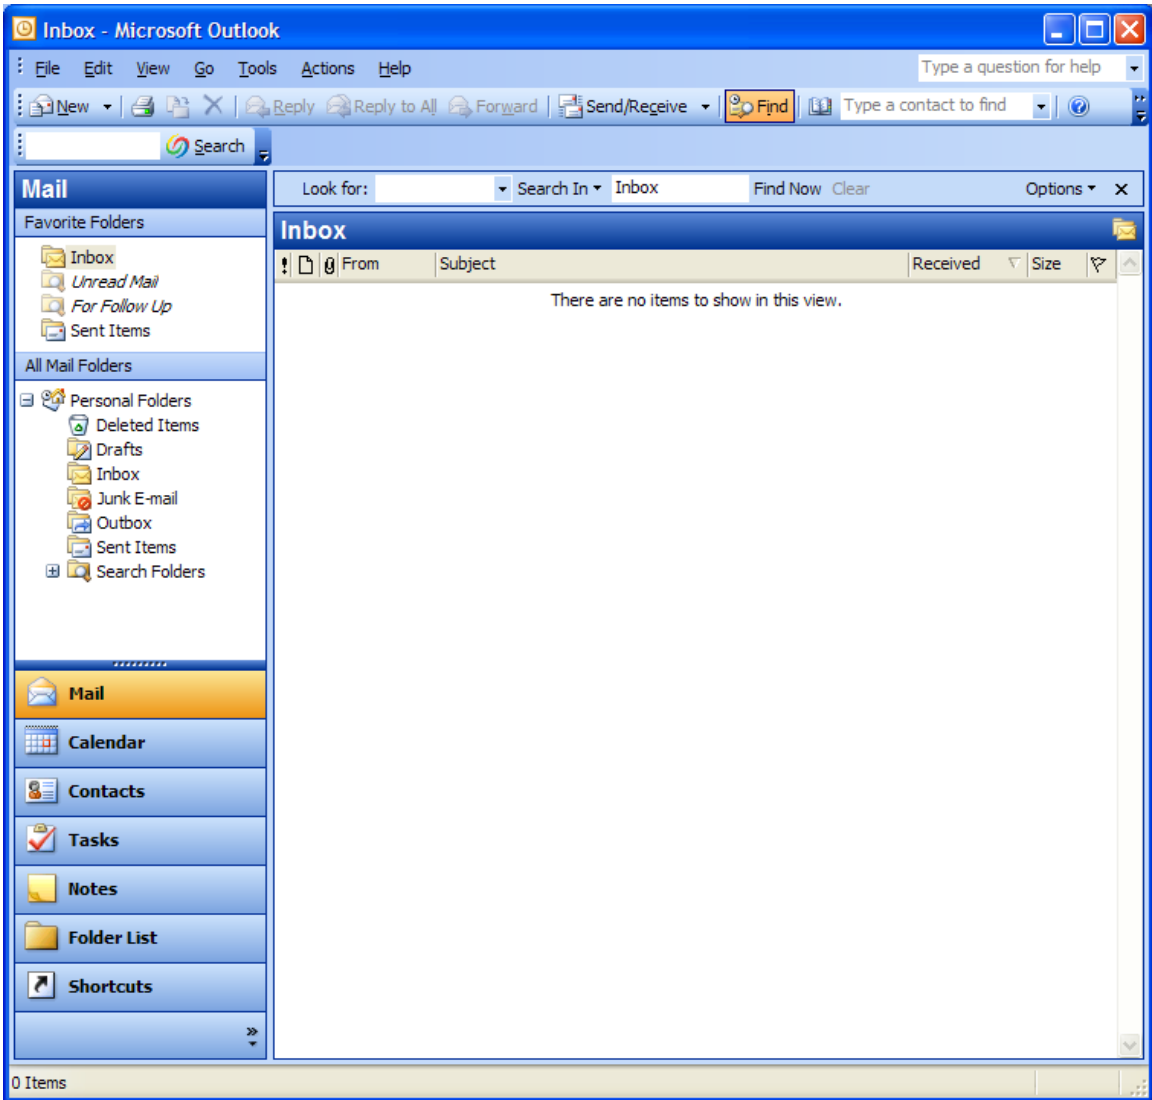 Inbox - Microsoft Outlook
File Edit View Go Tools Actions Help Type a question for help
New Reply Reply to All Forward Send/Receive Find Type a contact to find
Search
Mail
Look for: Search In Inbox Find Now Clear Options
Favorite Folders
Inbox
Unread Mail
For Follow Up
Sent Items
All Mail Folders
Personal Folders
Deleted Items
Drafts
Inbox
Junk E-mail
Outbox
Sent Items
Search Folders
Mail
Calendar
Contacts
Tasks
Notes
Folder List
Shortcuts
Inbox
From Subject Received Size
There are no items to show in this view.
0 Items